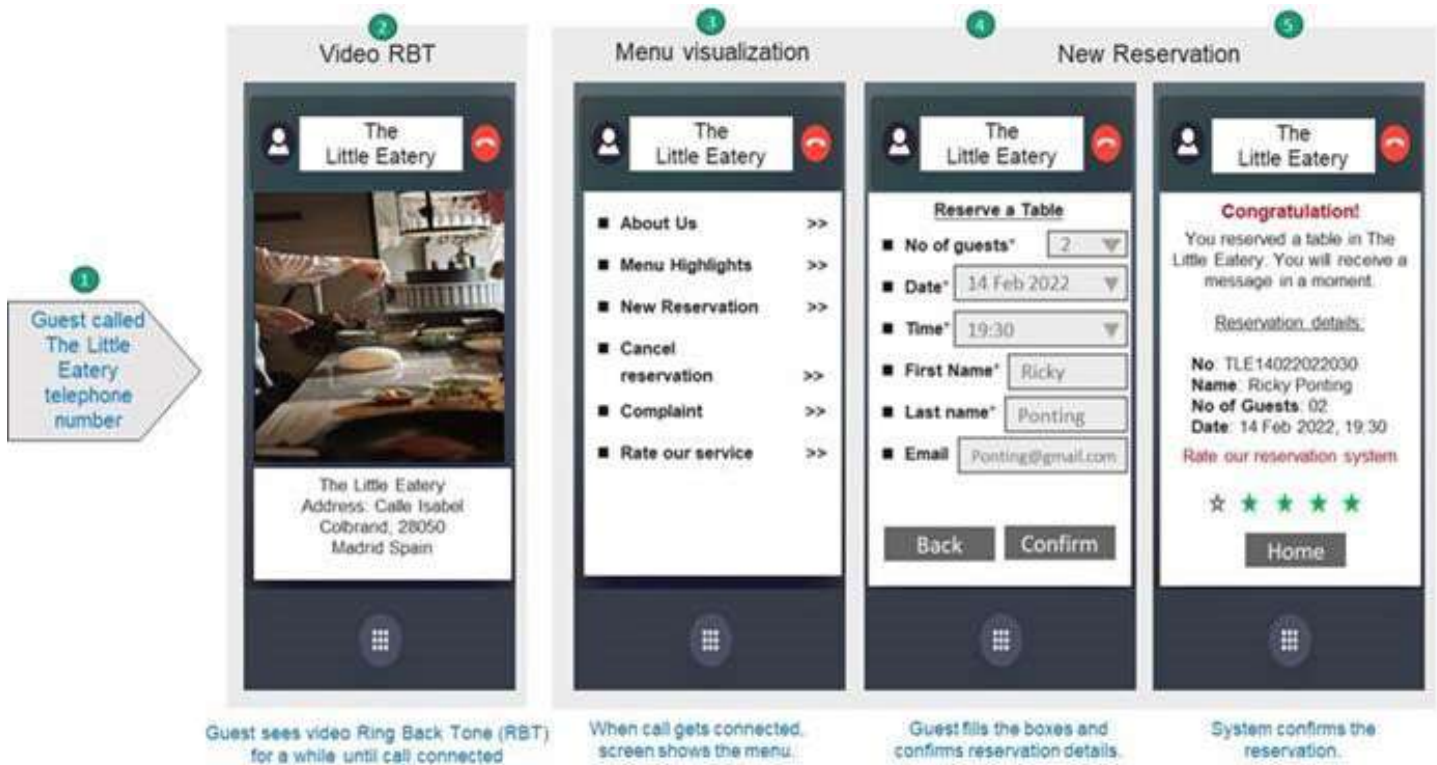 1
Guest called
The Little
Eatery
telephone
number
2
Video RBT
The
Little Eatery
The Little Eatery
Address: Calle Isabel
Colbrand, 28050
Madrid Spain
Guest sees video Ring Back Tone (RBT)
for a while until call connected
3
Menu visualization
The
Little Eatery
■ About Us >>
■ Menu Highlights >>
■ New Reservation >>
■ Cancel
reservation >>
■ Complaint >>
■ Rate our service >>
When call gets connected,
screen shows the menu.
4
5
New Reservation
The
Little Eatery
Reserve a Table
■ No of guests* 2
■ Date* 14 Feb 2022
■ Time* 19:30
■ First Name* Ricky
■ Last name* Ponting
■ Email Ponting@gmail.com
Back Confirm
Guest fills the boxes and
confirms reservation details.
The
Little Eatery
Congratulation!
You reserved a table in The
Little Eatery. You will receive a
message in a moment.
Reservation details:
No: TLE14022022030
Name: Ricky Ponting
No of Guests: 02
Date: 14 Feb 2022, 19:30
Rate our reservation system
Home
System confirms the
reservation.